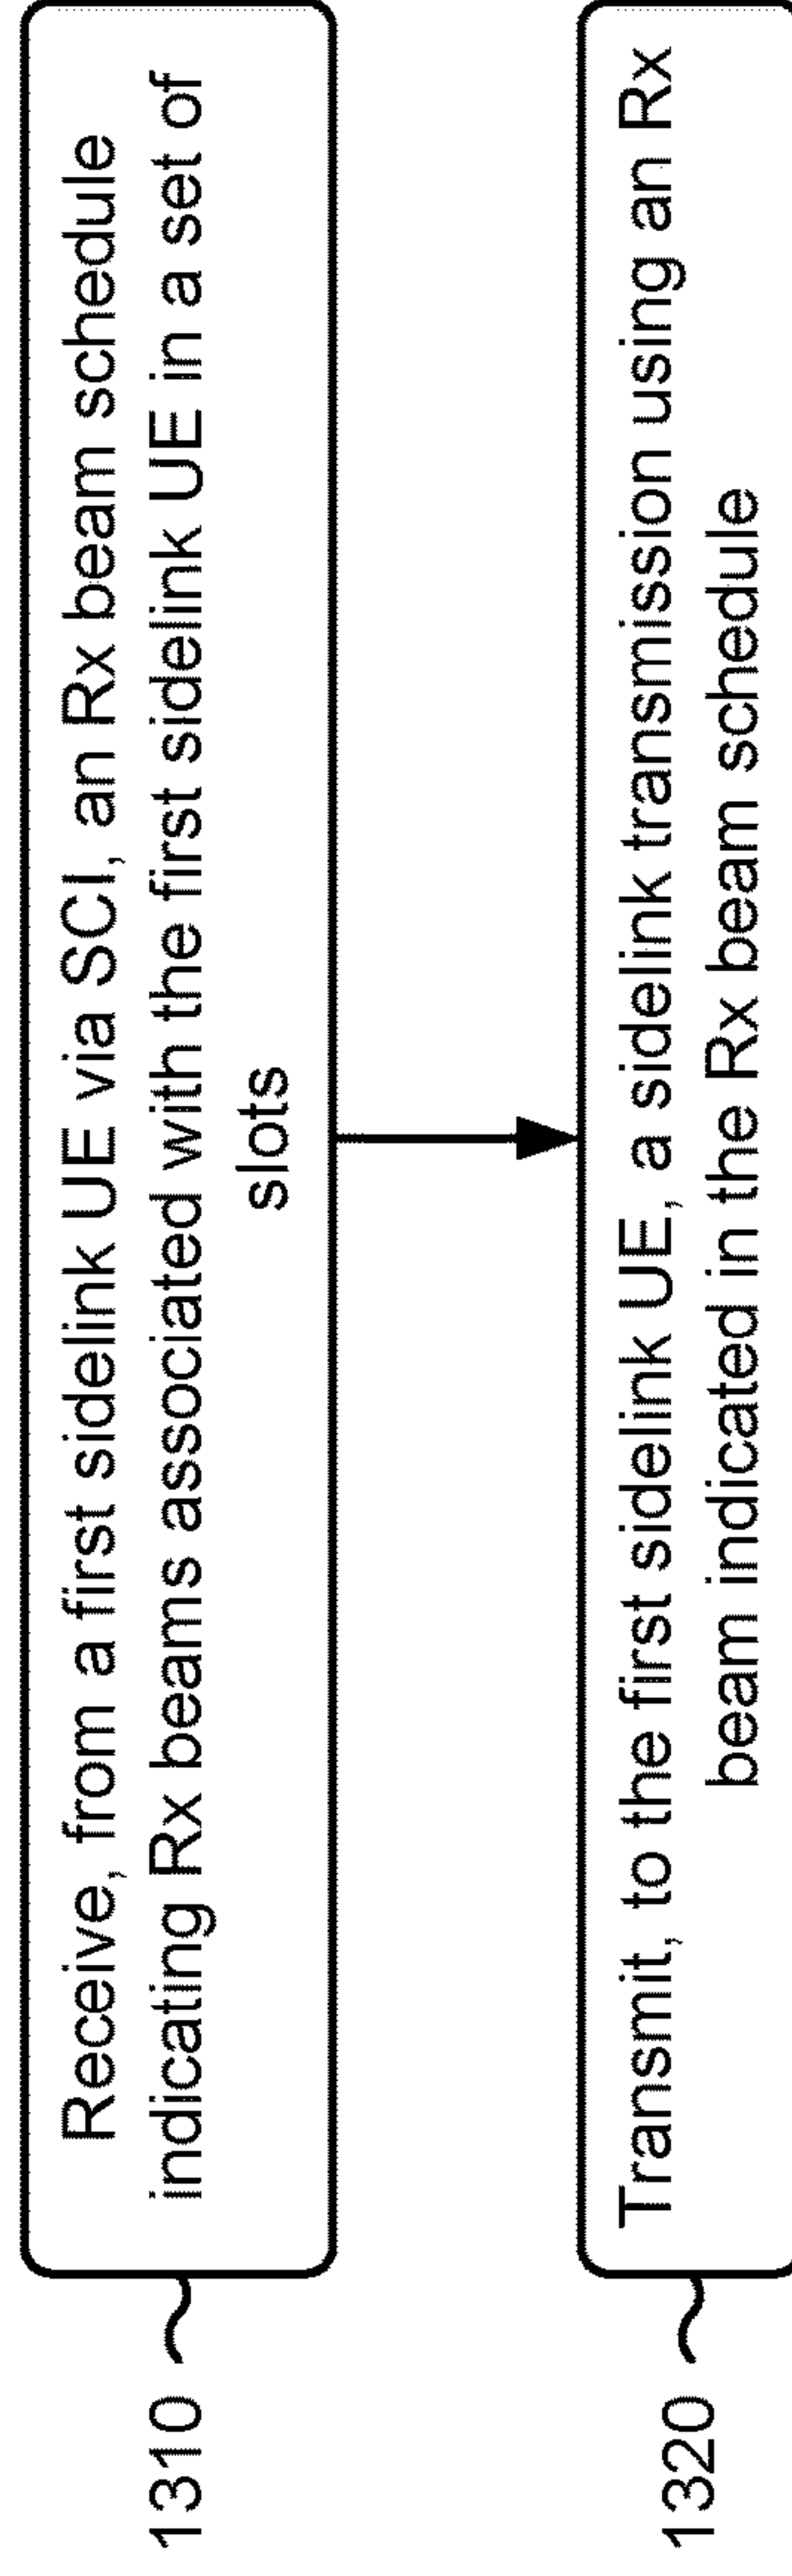 Receive, from a first sidelink UE via SCI, an Rx beam schedule
indicating Rx beams associated with the first sidelink UE in a set of
slots
1310
Transmit, to the first sidelink UE, a sidelink transmission using an Rx
beam indicated in the Rx beam schedule
1320